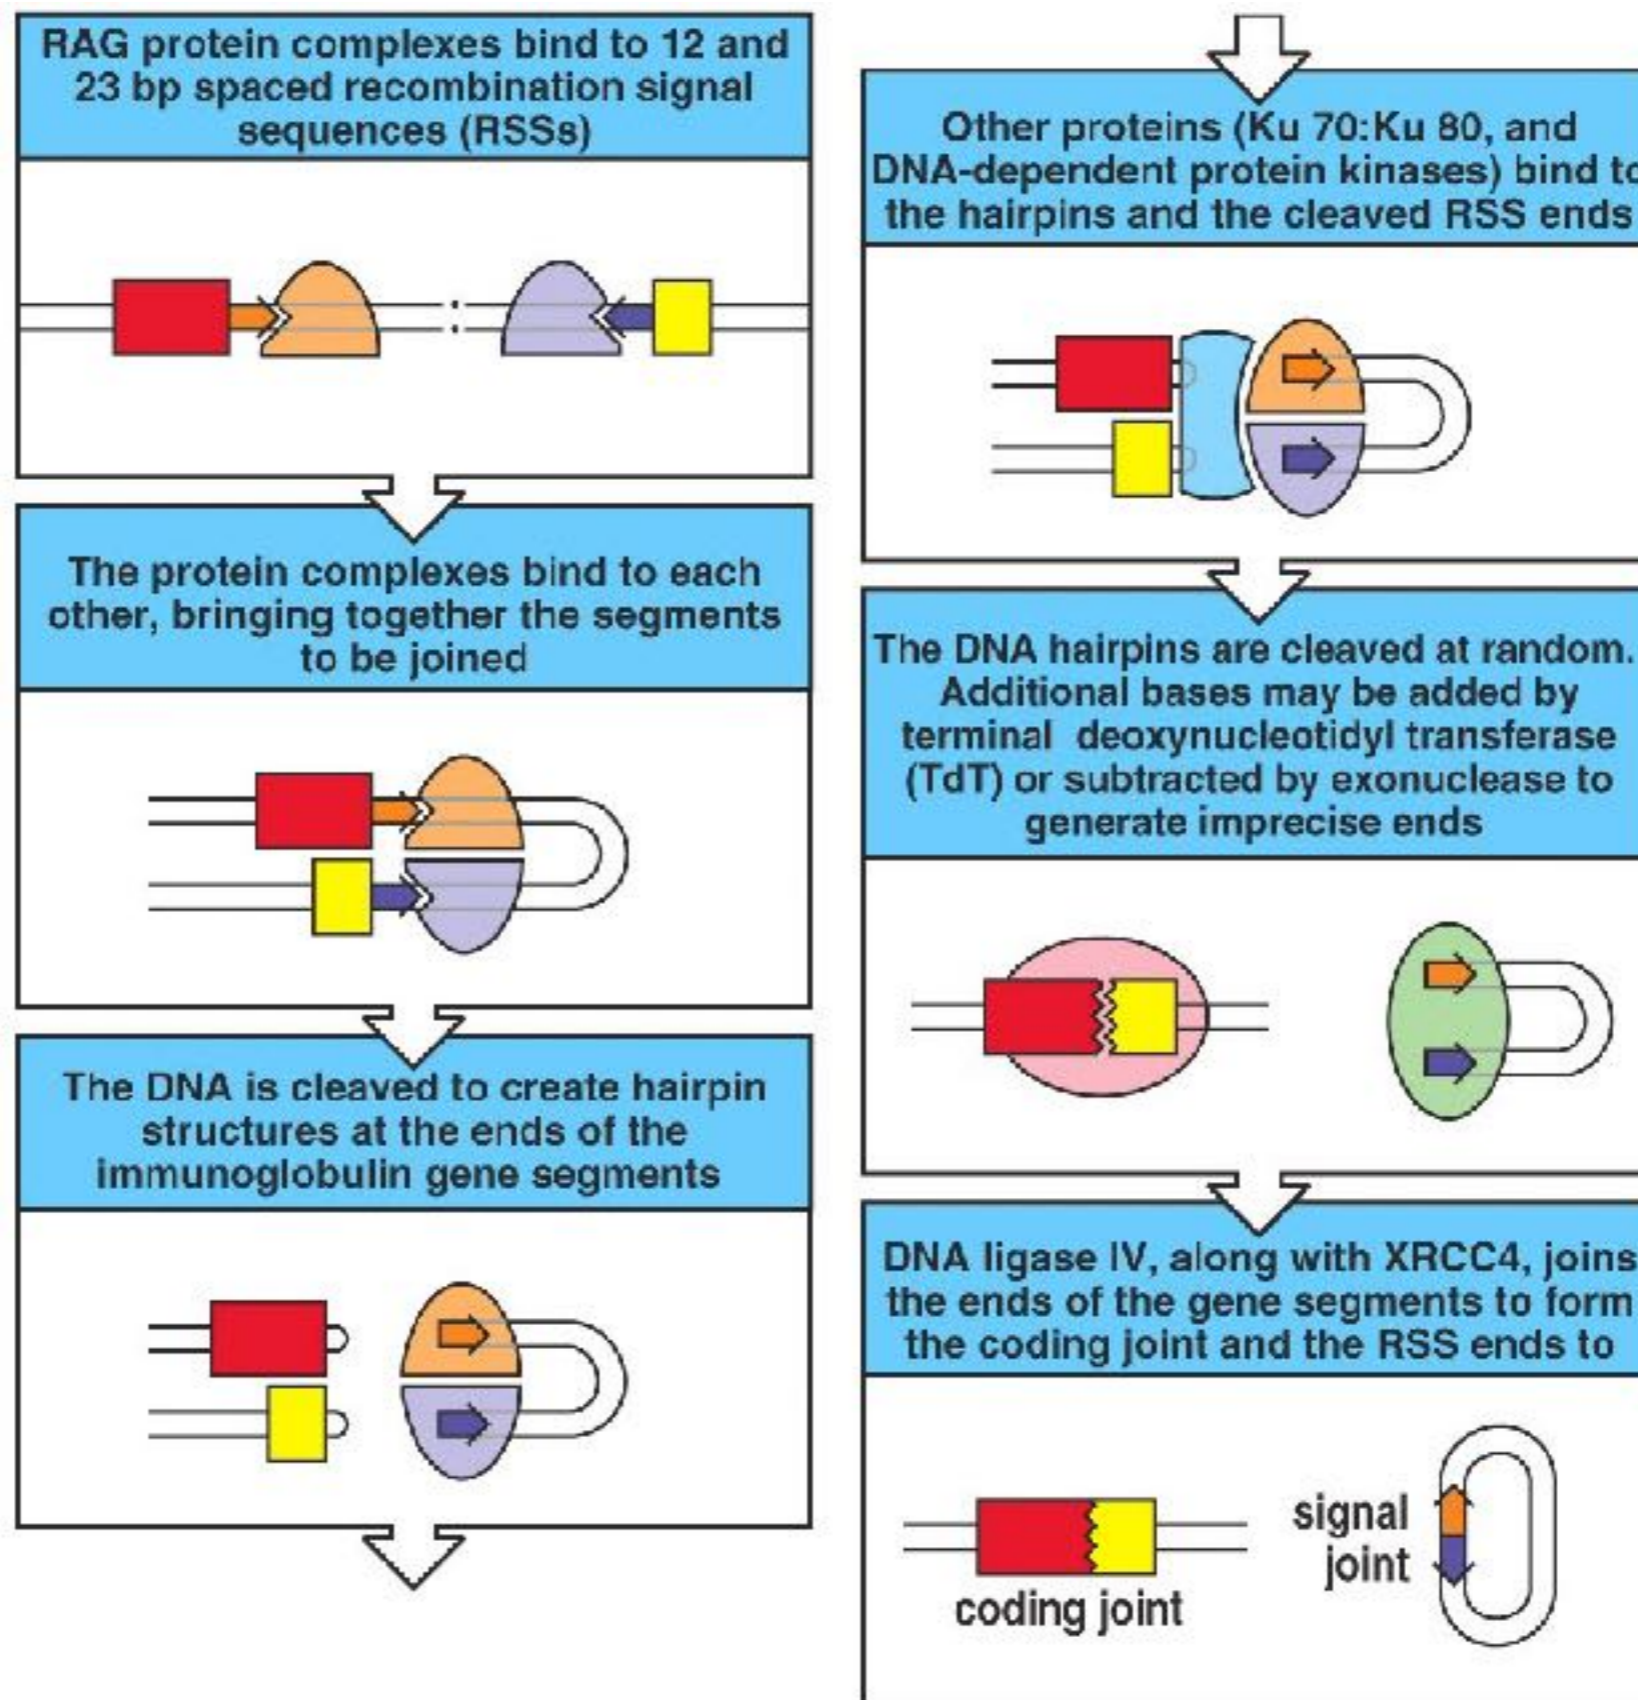 RAG protein complexes bind to 12 and
23 bp spaced recombination signal
sequences (RSSs)
The protein complexes bind to each
other, bringing together the segments
to be joined
The DNA is cleaved to create hairpin
structures at the ends of the
immunoglobulin gene segments
Other proteins (Ku 70:Ku 80, and
DNA-dependent protein kinases) bind to
the hairpins and the cleaved RSS ends
The DNA hairpins are cleaved at random.
Additional bases may be added by
terminal deoxynucleotidyl transferase
(TdT) or subtracted by exonuclease to
generate imprecise ends
DNA ligase IV, along with XRCC4, joins
the ends of the gene segments to form
the coding joint and the RSS ends to
coding joint
signal
joint